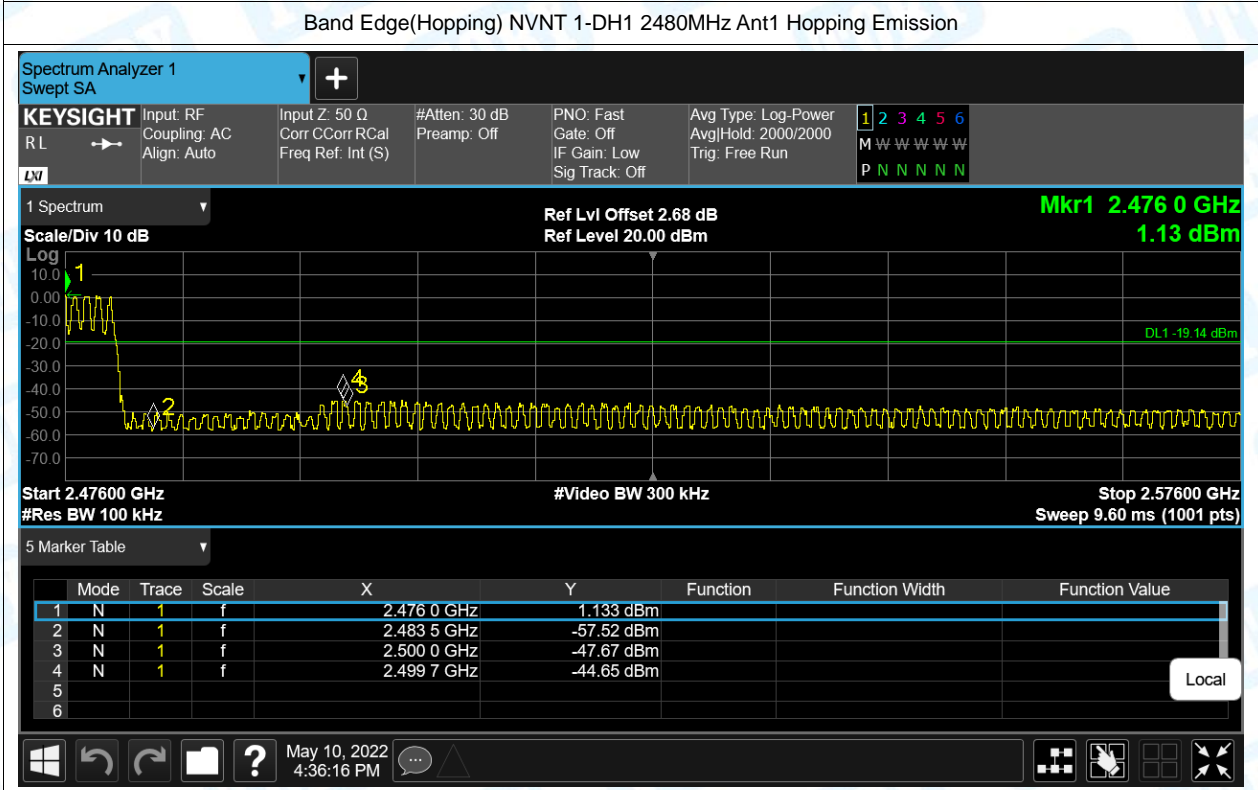 Band Edge(Hopping) NVNT 1-DH1 2480MHz Ant1 Hopping Emission
Spectrum Analyzer 1
Swept SA
+
KEYSIGHT
RL
LXI
Input: RF
Coupling: AC
Align: Auto
Input Z: 50 Ω
Corr CCorr RCal
Freq Ref: Int (S)
#Atten: 30 dB
Preamp: Off
PNO: Fast
Gate: Off
IF Gain: Low
Sig Track: Off
Avg Type: Log-Power
Avg|Hold: 2000/2000
Trig: Free Run
1 2 3 4 5 6
M W W W W W
P N N N N N
1 Spectrum
Scale/Div 10 dB
Ref Lvl Offset 2.68 dB
Ref Level 20.00 dBm
Mkr1 2.476 0 GHz
1.13 dBm
Log
10.0
0.00
-10.0
-20.0
-30.0
-40.0
-50.0
-60.0
-70.0
1
2
4
3
DL1 -19.14 dBm
Start 2.47600 GHz
#Res BW 100 kHz
#Video BW 300 kHz
Stop 2.57600 GHz
Sweep 9.60 ms (1001 pts)
5 Marker Table
Mode Trace Scale X Y Function Function Width Function Value
1 N 1 f 2.476 0 GHz 1.133 dBm
2 N 1 f 2.483 5 GHz -57.52 dBm
3 N 1 f 2.500 0 GHz -47.67 dBm
4 N 1 f 2.499 7 GHz -44.65 dBm
5
6
Local
?
May 10, 2022
4:36:16 PM